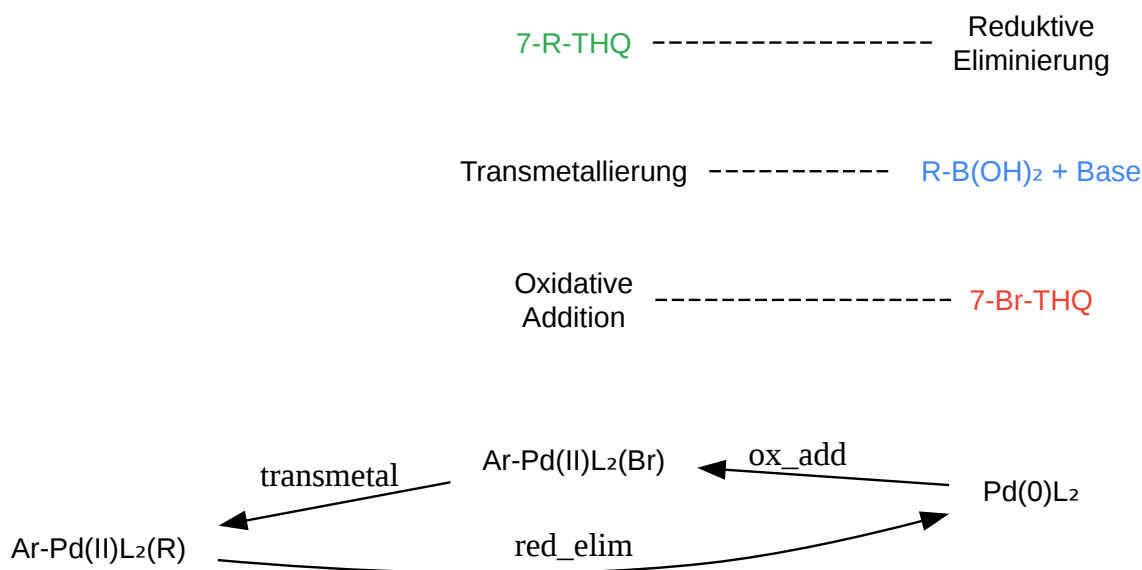 7-R-THQ
Reduktive
Eliminierung
Transmetallierung
R-B(OH)₂ + Base
Oxidative
Addition
7-Br-THQ
transmetal
Ar-Pd(II)L₂(Br)
ox_add
Pd(0)L₂
Ar-Pd(II)L₂(R)
red_elim